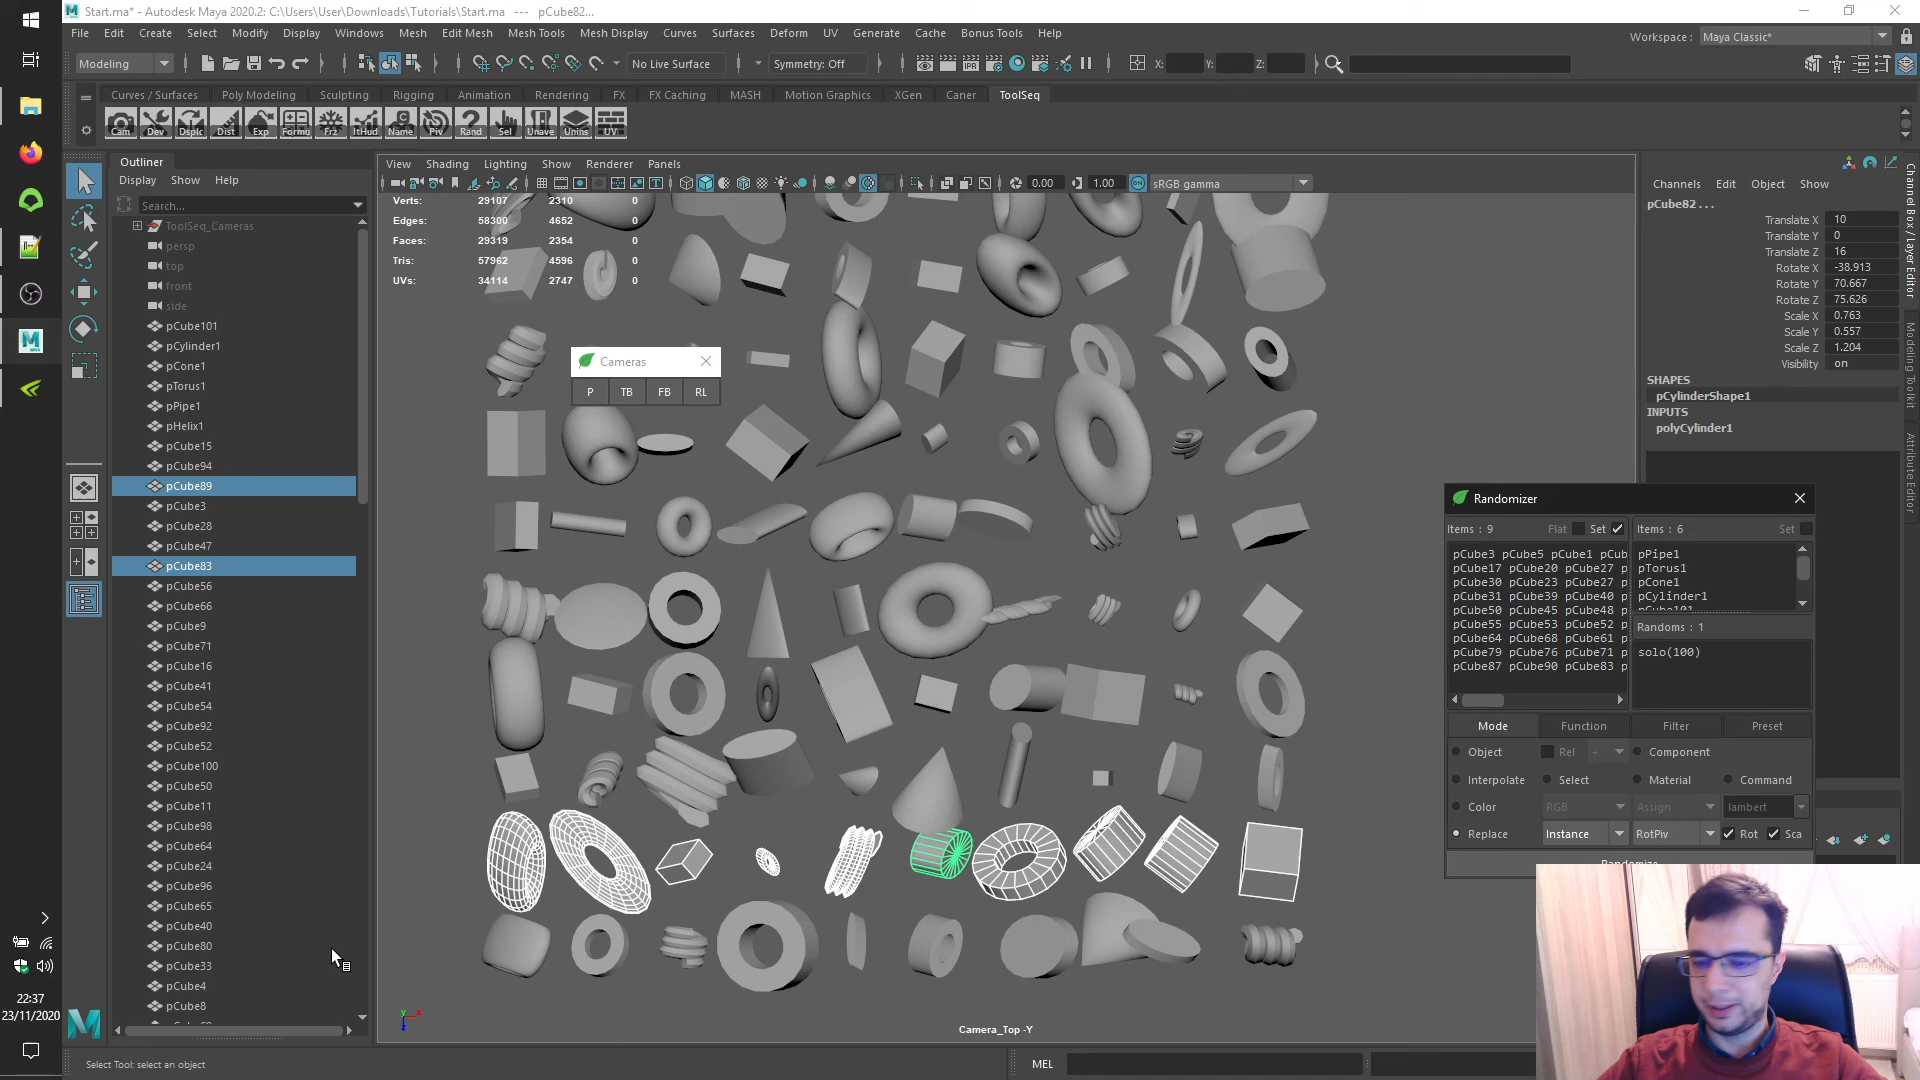 Start.ma* - Autodesk Maya 2020.2: C:\Users\User\Downloads\Tutorials\Start.ma   ---   pCube82...
File Edit Create Select Modify Display Windows Mesh Edit Mesh Mesh Tools Mesh Display Curves Surfaces Deform UV Generate Cache Bonus Tools Help
Workspace : Maya Classic*
Modeling No Live Surface Symmetry: Off X: Y: Z:
Curves / Surfaces Poly Modeling Sculpting Rigging Animation Rendering FX FX Caching MASH Motion Graphics XGen Caner ToolSeq
Cam Dev Dsplc Dist Exp Formu Frz ItHud Name Piv Rand Sel Unave Unins UV
Outliner
Display Show Help
Search...
ToolSeq_Cameras
persp
top
front
side
pCube101
pCylinder1
pCone1
pTorus1
pPipe1
pHelix1
pCube15
pCube94
pCube89
pCube3
pCube28
pCube47
pCube83
pCube56
pCube66
pCube9
pCube71
pCube16
pCube41
pCube54
pCube92
pCube52
pCube100
pCube50
pCube11
pCube98
pCube64
pCube24
pCube96
pCube65
pCube40
pCube80
pCube33
pCube4
pCube8
View Shading Lighting Show Renderer Panels
0.00 1.00 ON sRGB gamma
Verts: 29107 2310 0
Edges: 58300 4652 0
Faces: 29319 2354 0
Tris: 57962 4596 0
UVs: 34114 2747 0
Cameras
P TB FB RL
Camera_Top -Y
y x z
Channels Edit Object Show
pCube82...
Translate X 10
Translate Y 0
Translate Z 16
Rotate X -38.913
Rotate Y 70.667
Rotate Z 75.626
Scale X 0.763
Scale Y 0.557
Scale Z 1.204
Visibility on
SHAPES
pCylinderShape1
INPUTS
polyCylinder1
Channel Box / Layer Editor
Modeling Toolkit
Attribute Editor
Randomizer
Items : 9 Flat Set
pCube3 pCube5 pCube1 pCub
pCube17 pCube20 pCube27 p
pCube30 pCube23 pCube27 p
pCube31 pCube39 pCube40 p
pCube50 pCube45 pCube48 p
pCube55 pCube53 pCube52 p
pCube64 pCube68 pCube61 p
pCube79 pCube76 pCube71 p
pCube87 pCube90 pCube83 p
Items : 6 Set
pPipe1
pTorus1
pCone1
pCylinder1
pCube101
Randoms : 1
solo(100)
Mode Function Filter Preset
Object Rel + Component
Interpolate Select Material Command
Color RGB Assign lambert
Replace Instance RotPiv Rot Sca
Randomize
22:37
23/11/2020
Select Tool: select an object
MEL